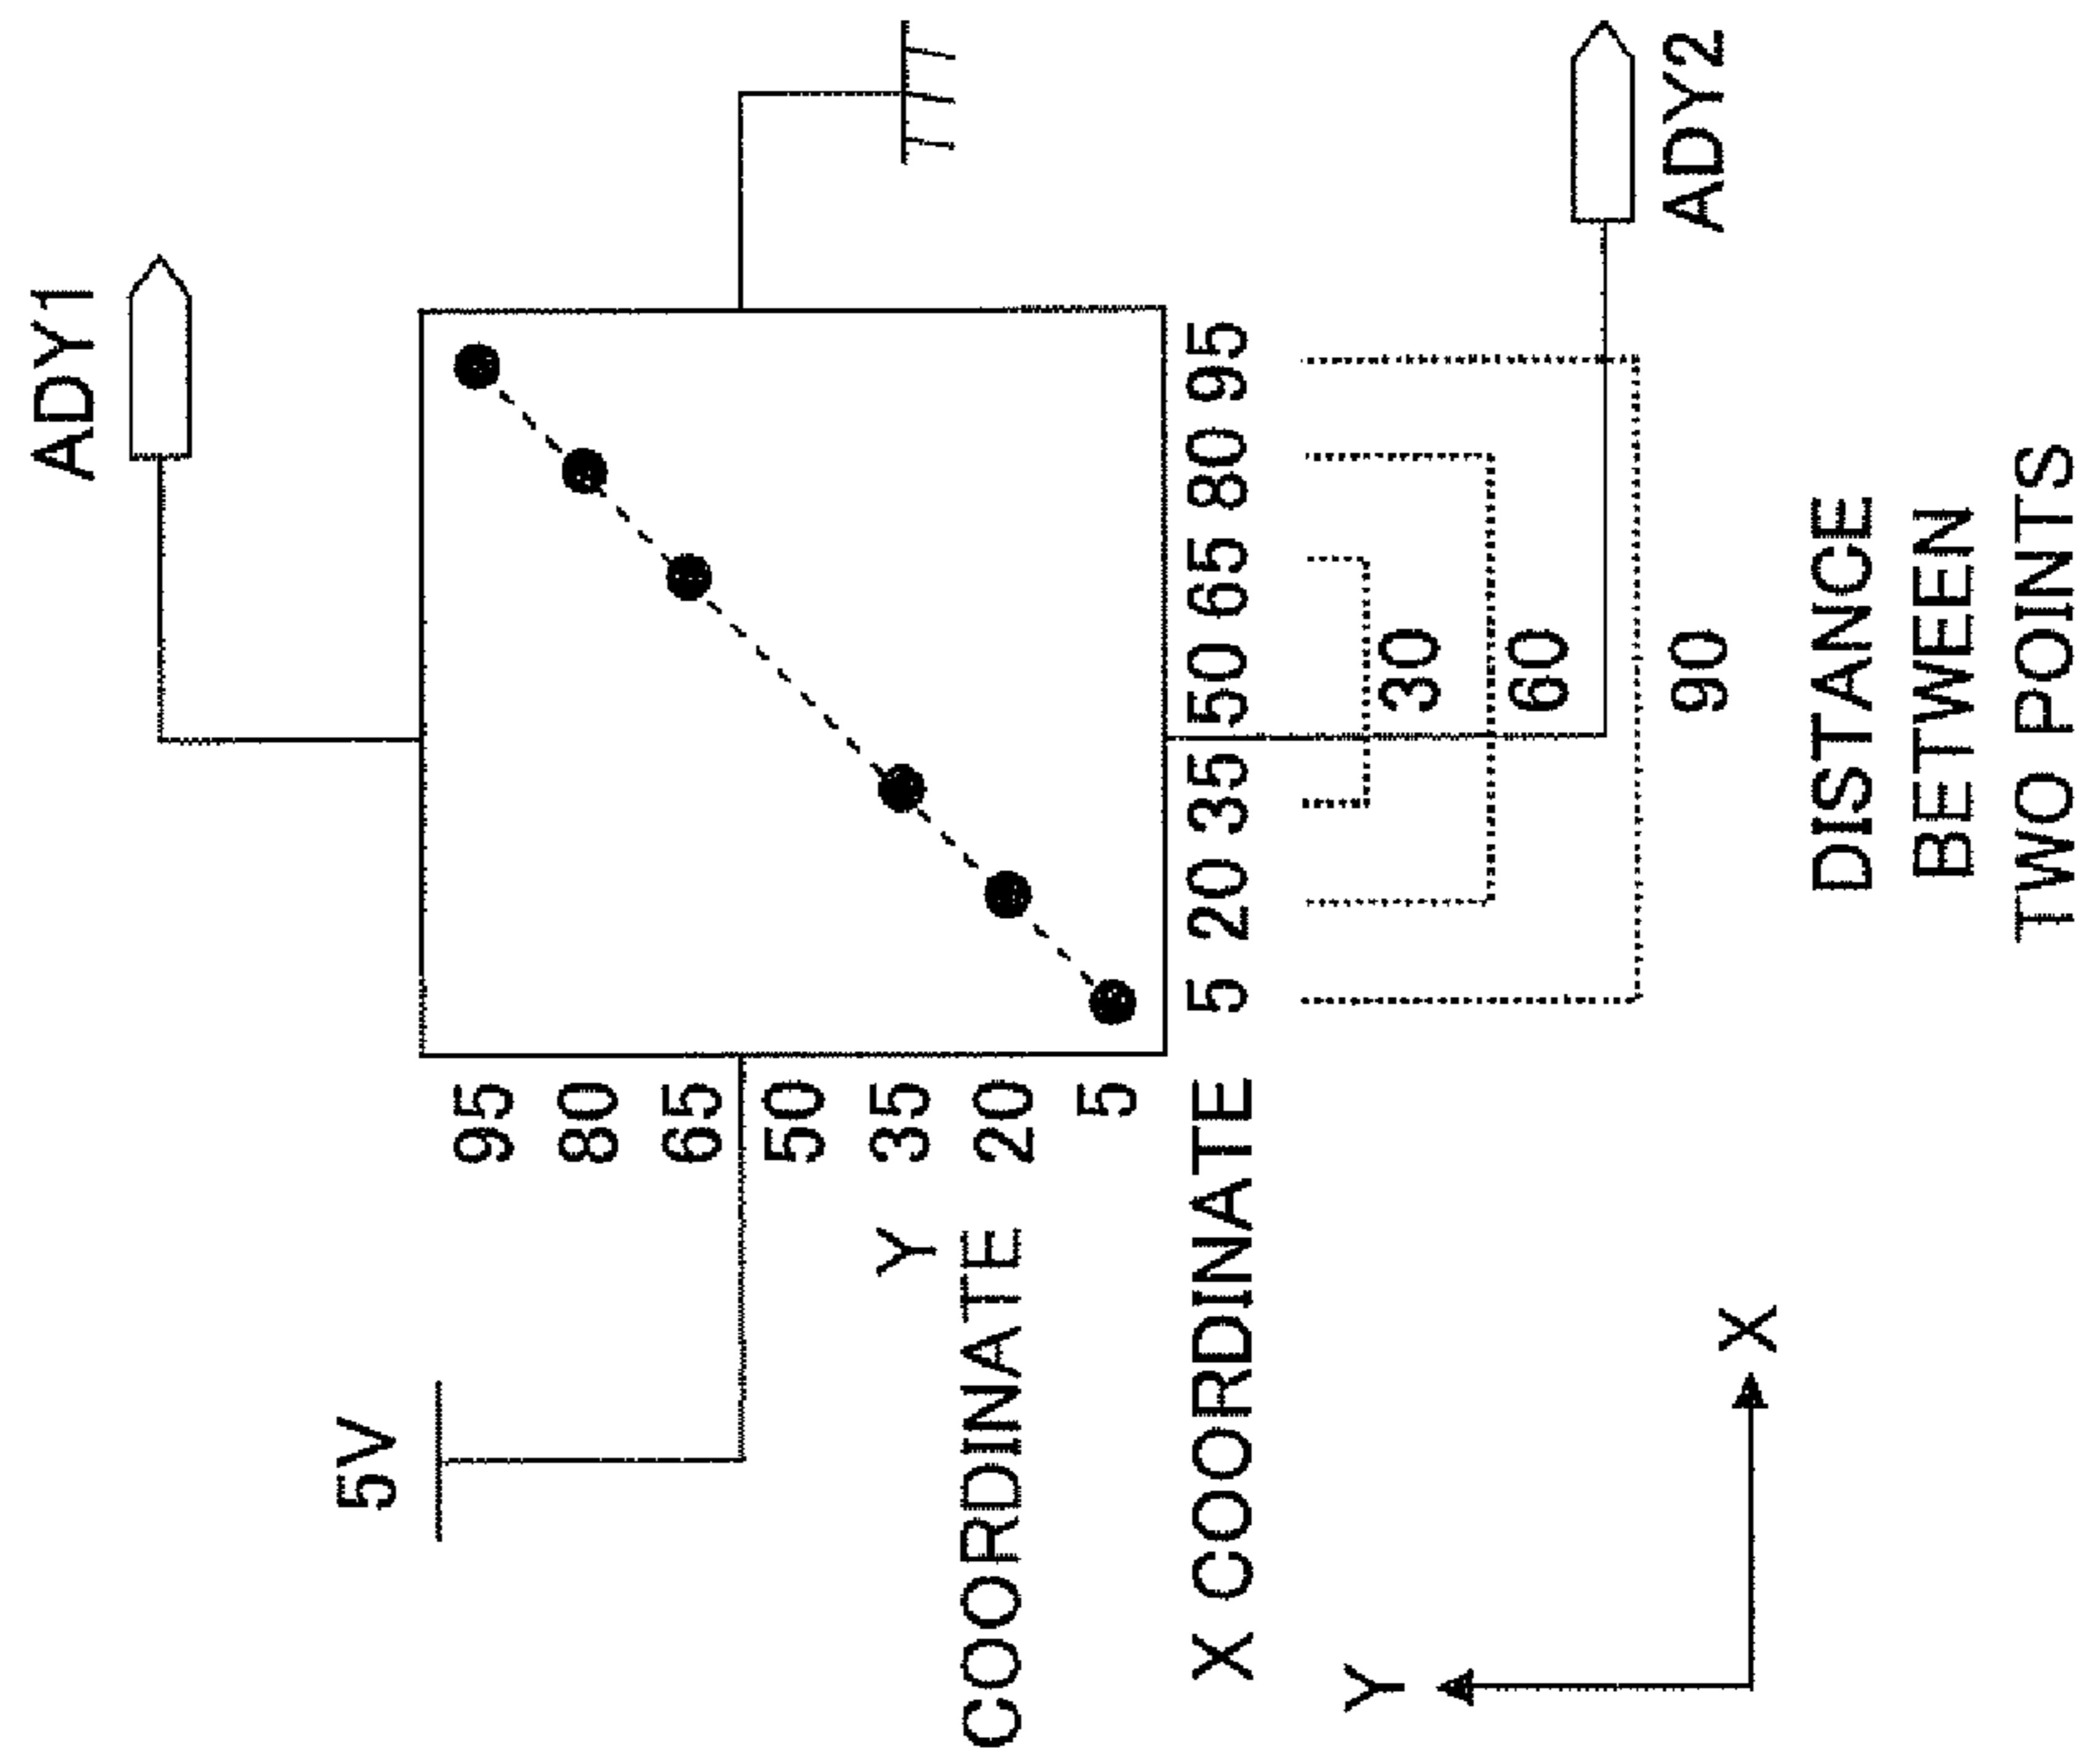 ADY1
5V
95
80
65
50
35
20
5
Y
COORDINATE
X COORDINATE
5 20 35 50 65 80 95
30
60
90
ADY2
DISTANCE
BETWEEN
TWO POINTS
Y
X